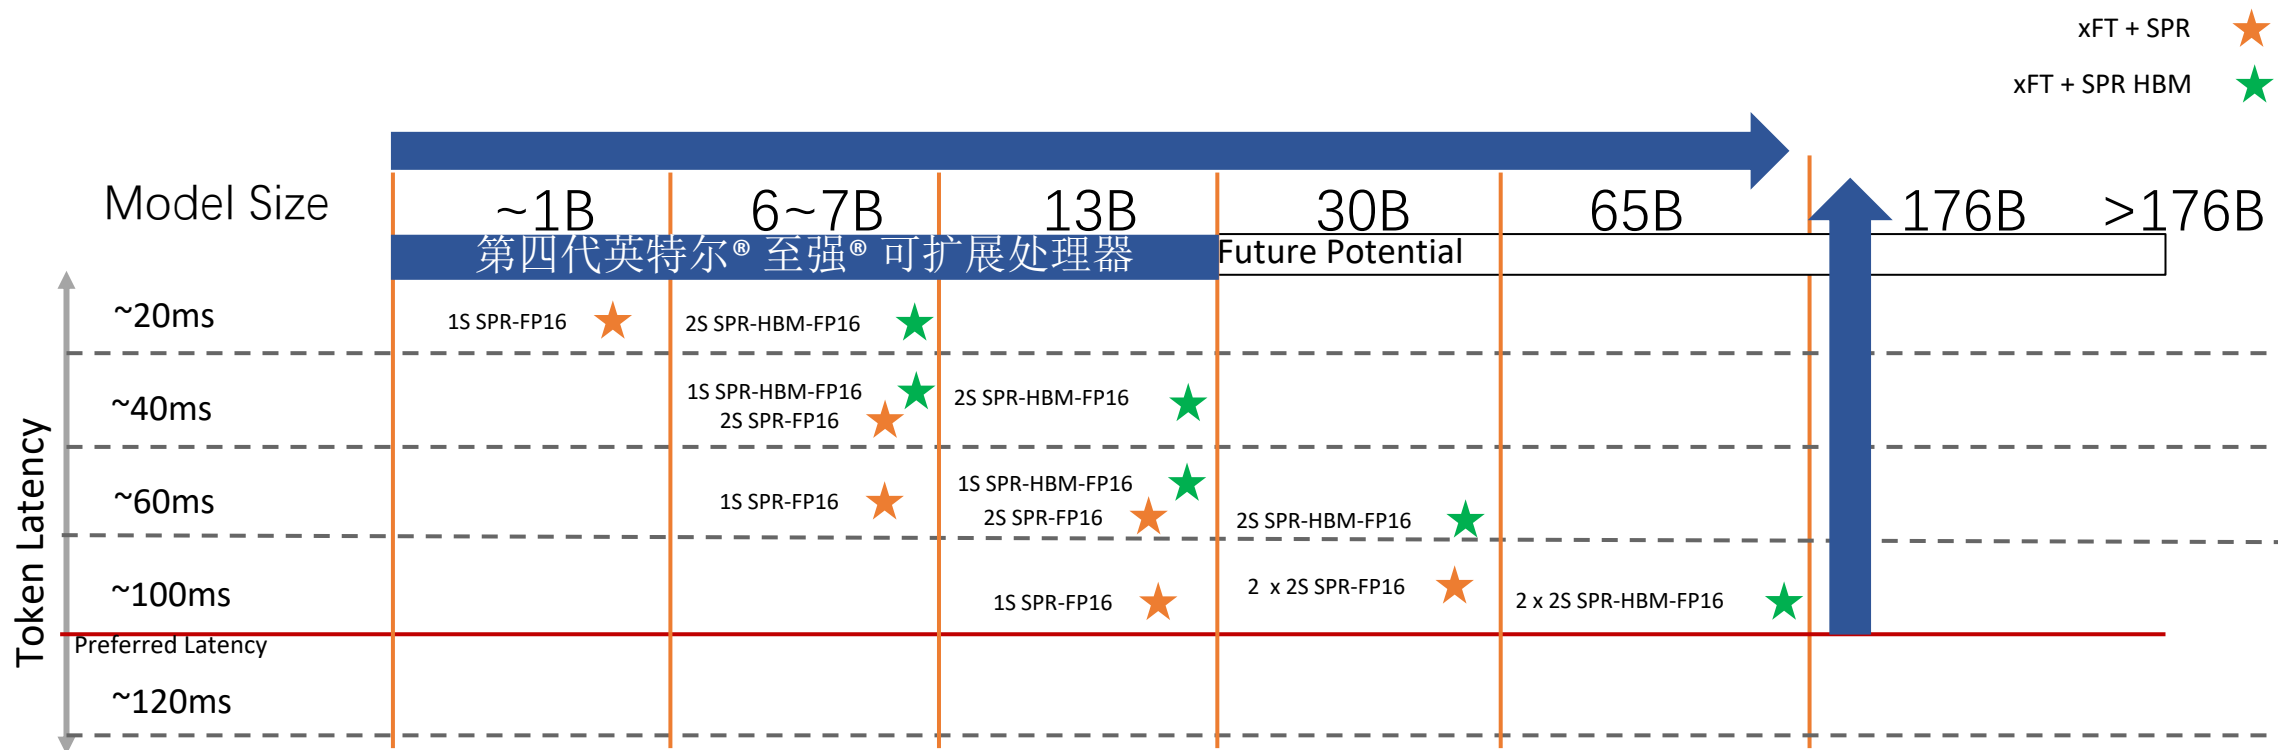 xFT + SPR
xFT + SPR HBM
Model Size
~1B
6~7B
13B
30B
65B
176B
>176B
第四代英特尔® 至强® 可扩展处理器
Future Potential
Token Latency
~20ms
1S SPR-FP16
2S SPR-HBM-FP16
~40ms
1S SPR-HBM-FP16
2S SPR-FP16
2S SPR-HBM-FP16
~60ms
1S SPR-FP16
1S SPR-HBM-FP16
2S SPR-FP16
2S SPR-HBM-FP16
~100ms
1S SPR-FP16
2 x 2S SPR-FP16
2 x 2S SPR-HBM-FP16
Preferred Latency
~120ms